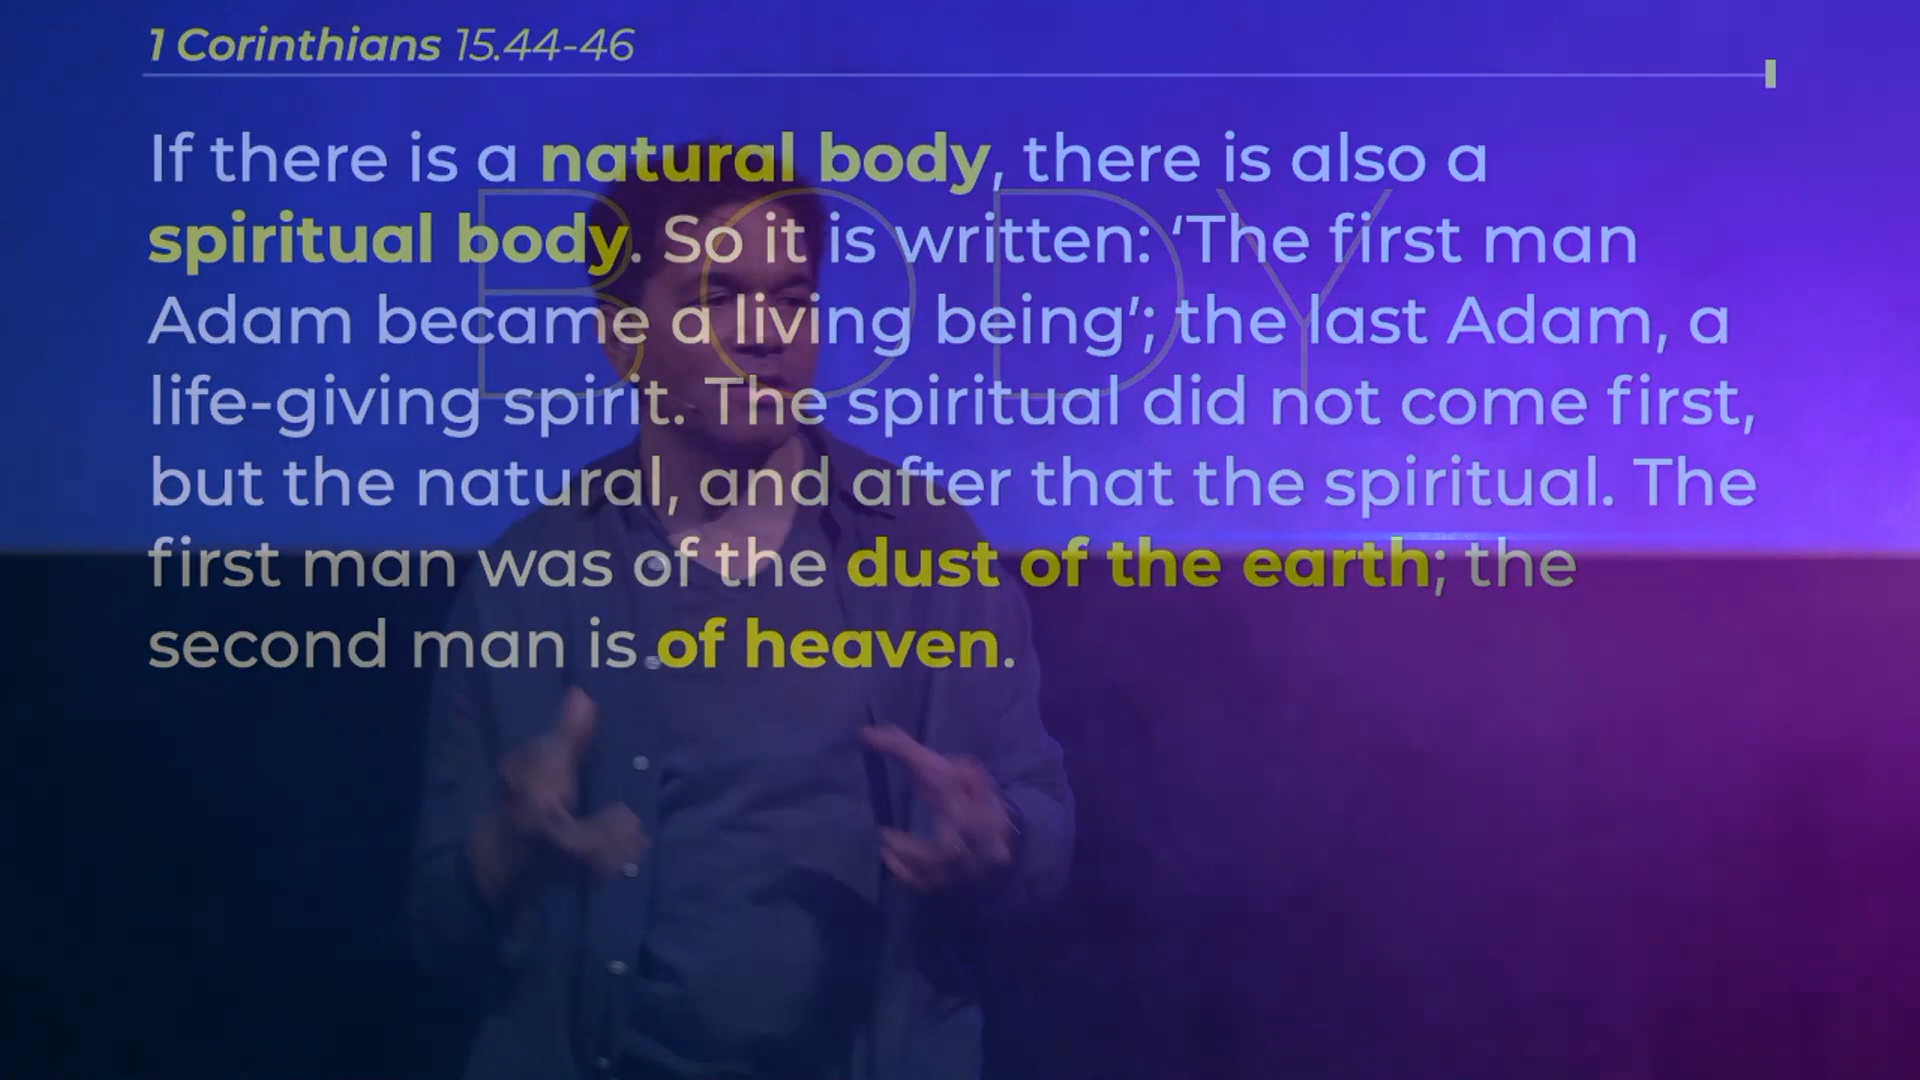 1 Corinthians 15.44-46
If there is a natural body, there is also a
spiritual body. So it is written: ‘The first man
Adam became a living being’; the last Adam, a
life-giving spirit. The spiritual did not come first,
but the natural, and after that the spiritual. The
first man was of the dust of the earth; the
second man is of heaven.
BODY